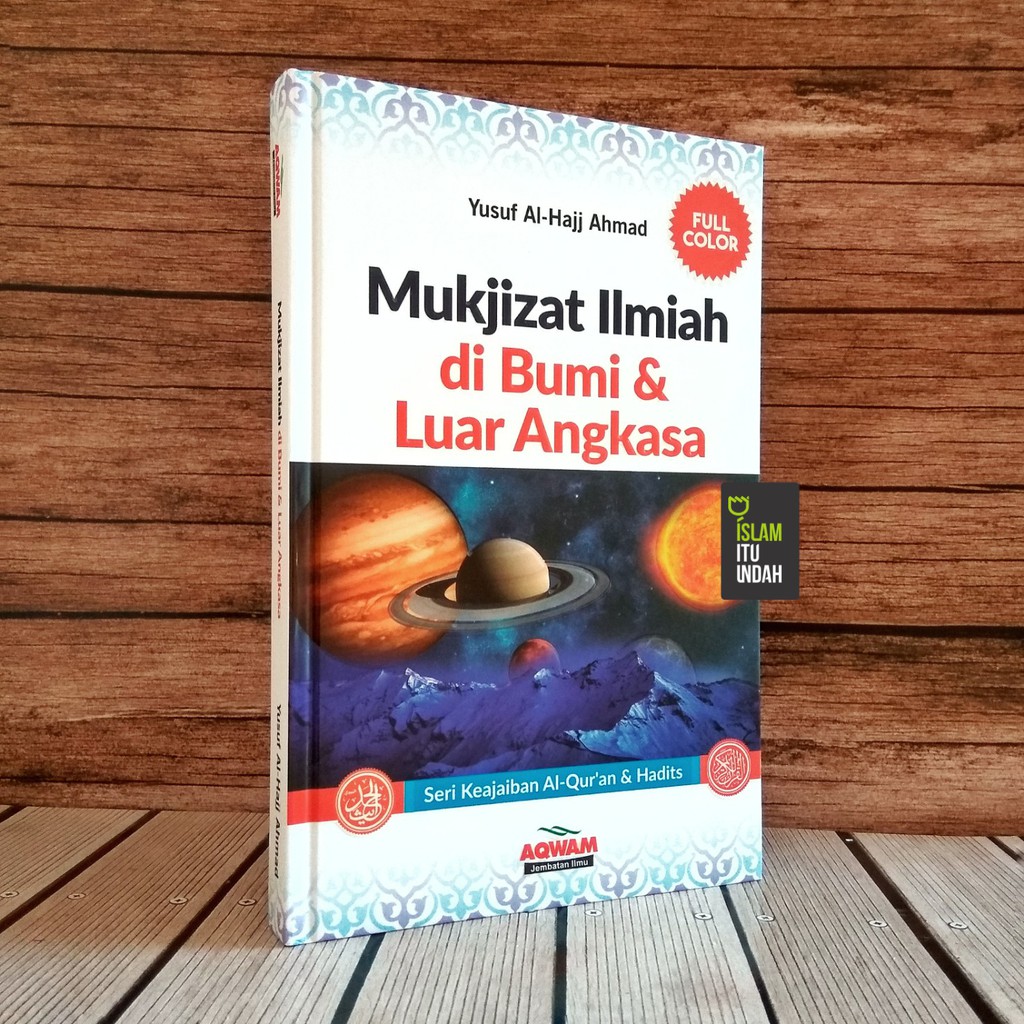 Yusuf Al-Hajj Ahmad
FULL
COLOR
Mukjizat Ilmiah
di Bumi &
Luar Angkasa
ISLAM
ITU
INDAH
Seri Keajaiban Al-Qur'an & Hadits
AQWAM
Jembatan Ilmu
AQWAM
Mukjizat Ilmiah di Bumi & Luar Angkasa
Yusuf Al-Hajj Ahmad